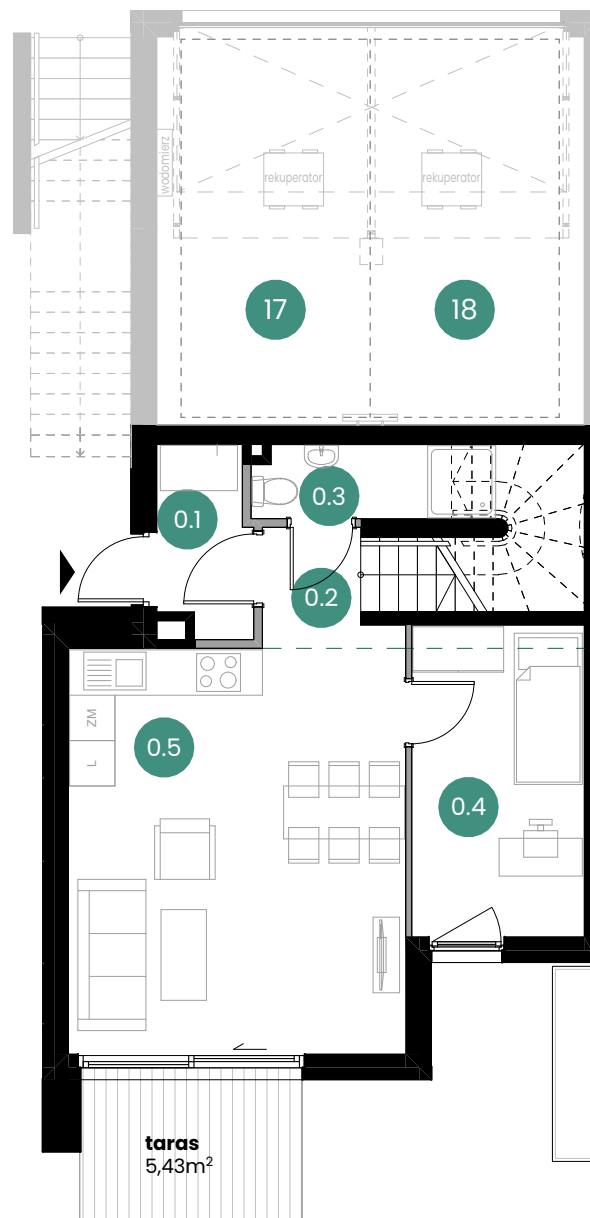 wodomierz
rekuperator
rekuperator
17
18
0.1
0.3
0.2
ZM
L
0.5
0.4
taras
5,43m²